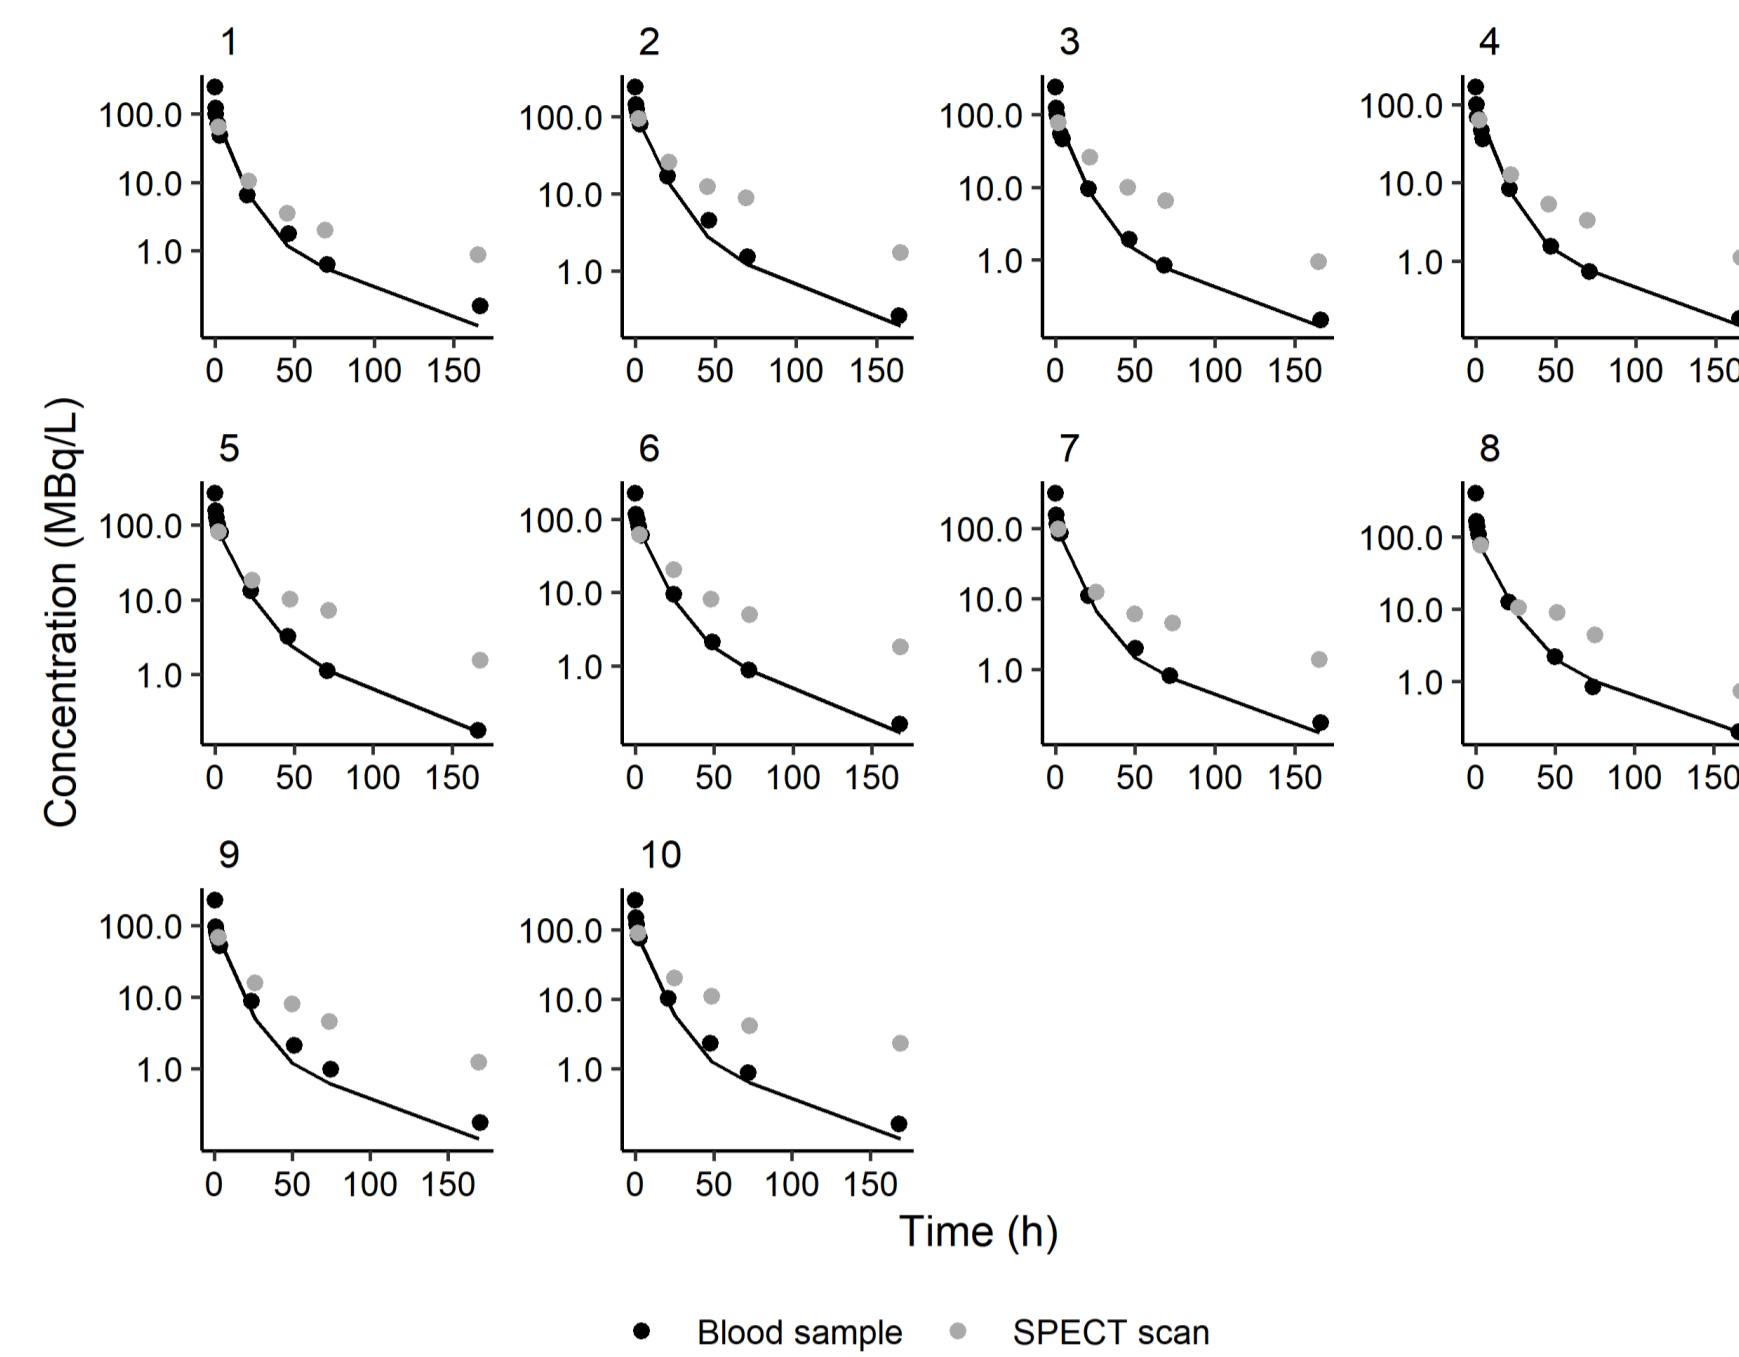 1 2 3 4
100.0 100.0 100.0 100.0
10.0 10.0 10.0 10.0
1.0 1.0 1.0 1.0
0 50 100 150 0 50 100 150 0 50 100 150 0 50 100 150
Concentration (MBq/L)
5 6 7 8
100.0 100.0 100.0 100.0
10.0 10.0 10.0 10.0
1.0 1.0 1.0 1.0
0 50 100 150 0 50 100 150 0 50 100 150 0 50 100 150
9 10
100.0 100.0
10.0 10.0
1.0 1.0
0 50 100 150 0 50 100 150
Time (h)
Blood sample SPECT scan